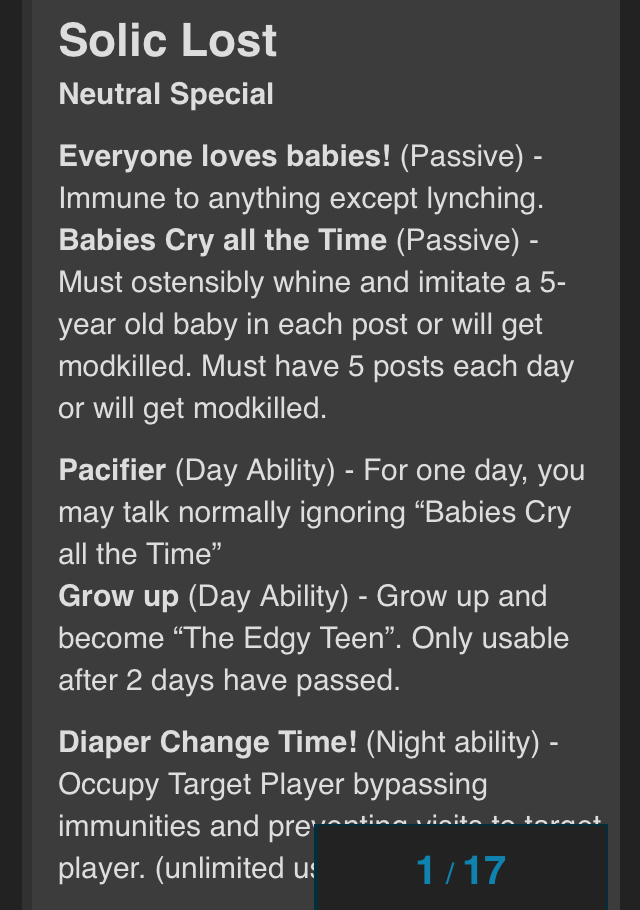 Solic Lost
Neutral Special
Everyone loves babies! (Passive) -
Immune to anything except lynching.
Babies Cry all the Time (Passive) -
Must ostensibly whine and imitate a 5-
year old baby in each post or will get
modkilled. Must have 5 posts each day
or will get modkilled.
Pacifier (Day Ability) - For one day, you
may talk normally ignoring “Babies Cry
all the Time”
Grow up (Day Ability) - Grow up and
become “The Edgy Teen”. Only usable
after 2 days have passed.
Diaper Change Time! (Night ability) -
Occupy Target Player bypassing
immunities and preventing visits to target
player. (unlimited
1 / 17